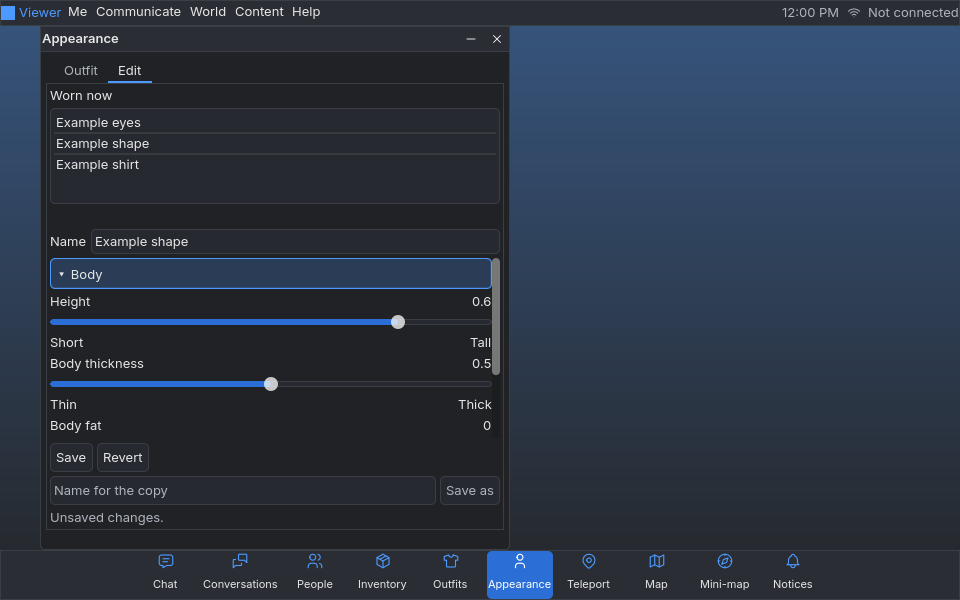 Viewer Me Communicate World Content Help 12:00 PM Not connected
Appearance
Outfit Edit
Worn now
Example eyes
Example shape
Example shirt
Name Example shape
Body
Height 0.6
Short Tall
Body thickness 0.5
Thin Thick
Body fat 0
Save Revert
Name for the copy Save as
Unsaved changes.
Chat Conversations People Inventory Outfits Appearance Teleport Map Mini-map Notices